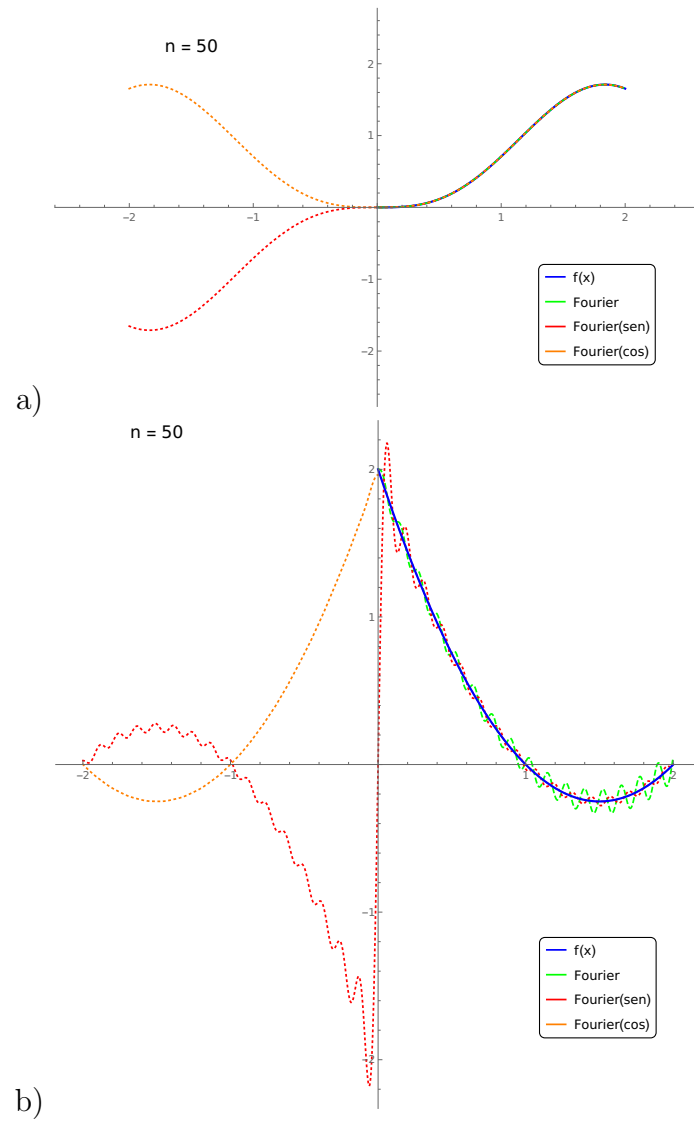 n = 50
2
1
−2
−1
1
2
−1
−2
f(x)
Fourier
Fourier(sen)
Fourier(cos)
a)
n = 50
2
1
−2
−1
1
2
−1
−2
f(x)
Fourier
Fourier(sen)
Fourier(cos)
b)